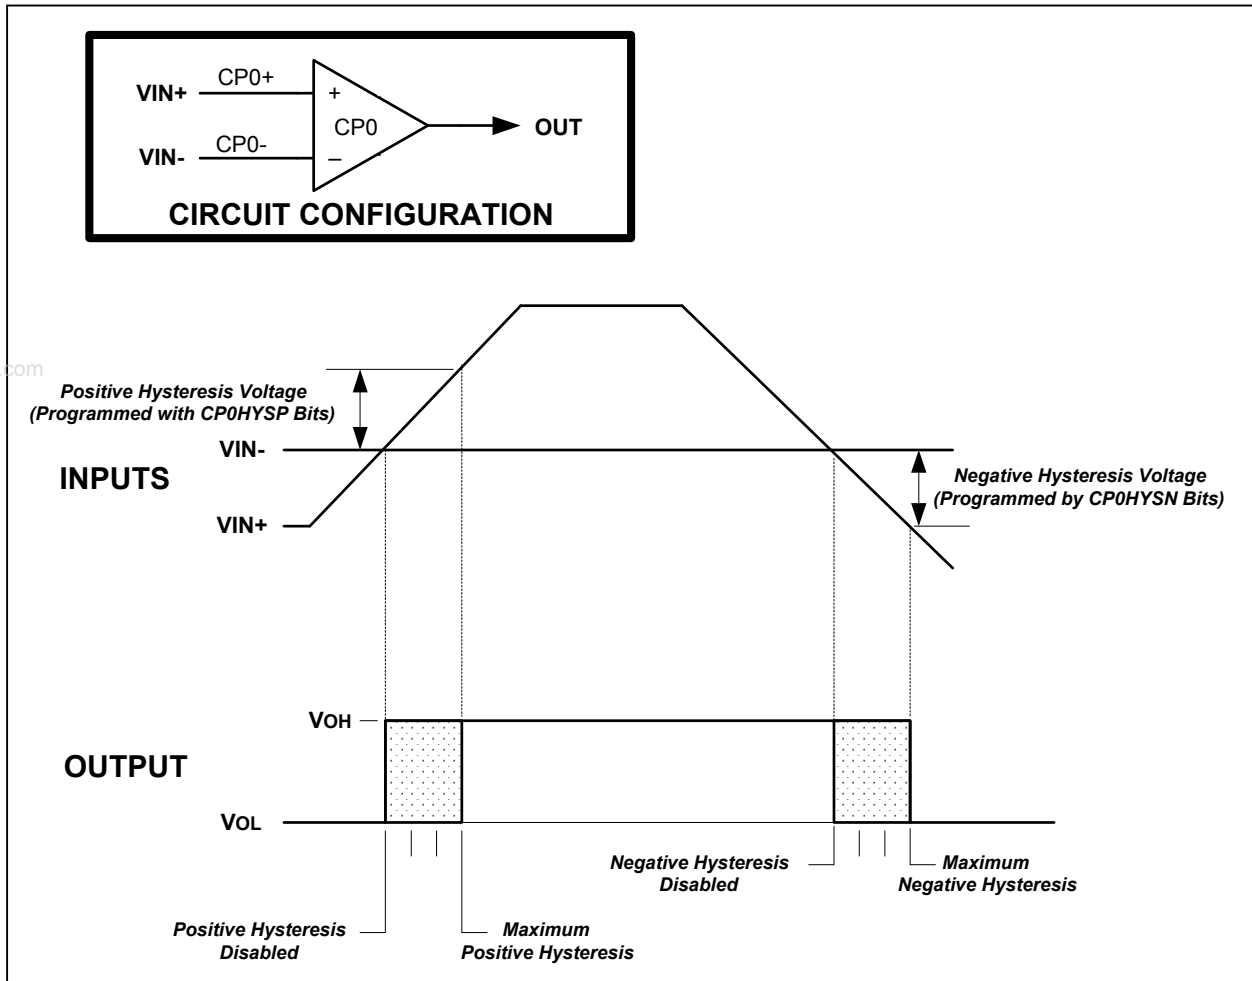 VIN+
CP0+
+
CP0
OUT
VIN-
CP0-
–
CIRCUIT CONFIGURATION
.com
Positive Hysteresis Voltage
(Programmed with CP0HYSP Bits)
VIN-
INPUTS
VIN+
Negative Hysteresis Voltage
(Programmed by CP0HYSN Bits)
VOH
OUTPUT
VOL
Negative Hysteresis
Disabled
Maximum
Negative Hysteresis
Positive Hysteresis
Disabled
Maximum
Positive Hysteresis